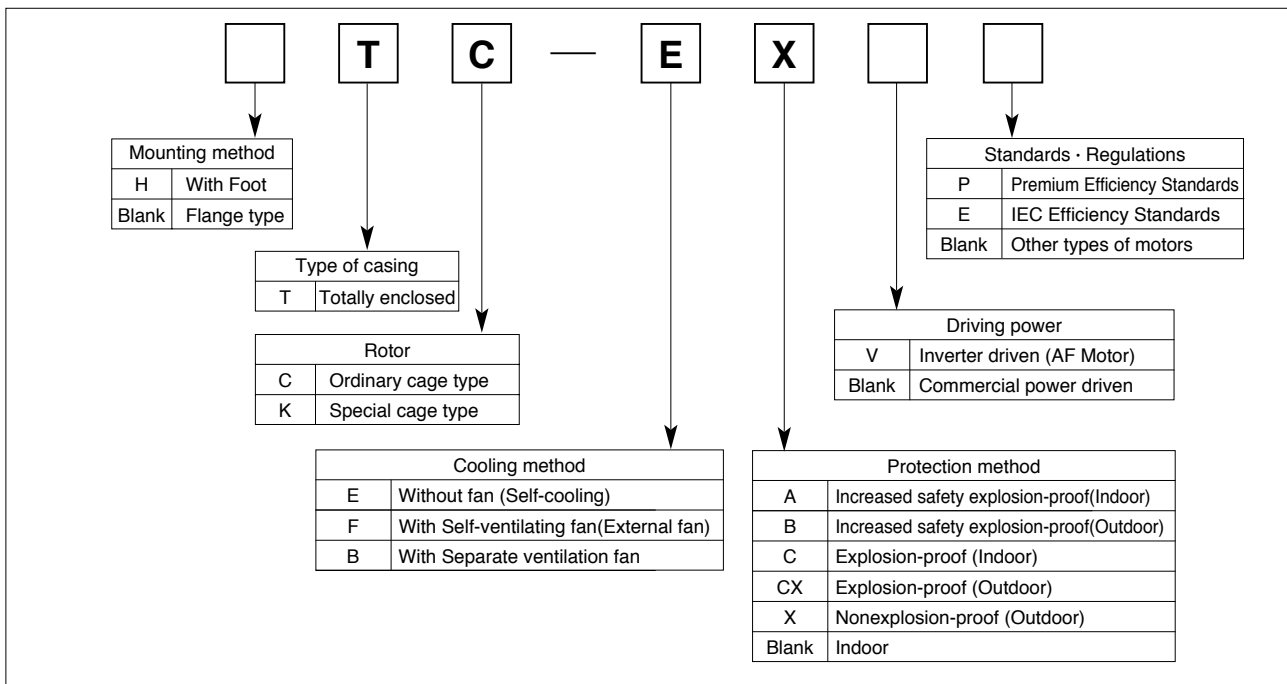 T C — E X
Mounting method
H With Foot
Blank Flange type
Type of casing
T Totally enclosed
Rotor
C Ordinary cage type
K Special cage type
Cooling method
E Without fan (Self-cooling)
F With Self-ventilating fan(External fan)
B With Separate ventilation fan
Standards · Regulations
P Premium Efficiency Standards
E IEC Efficiency Standards
Blank Other types of motors
Driving power
V Inverter driven (AF Motor)
Blank Commercial power driven
Protection method
A Increased safety explosion-proof(Indoor)
B Increased safety explosion-proof(Outdoor)
C Explosion-proof (Indoor)
CX Explosion-proof (Outdoor)
X Nonexplosion-proof (Outdoor)
Blank Indoor